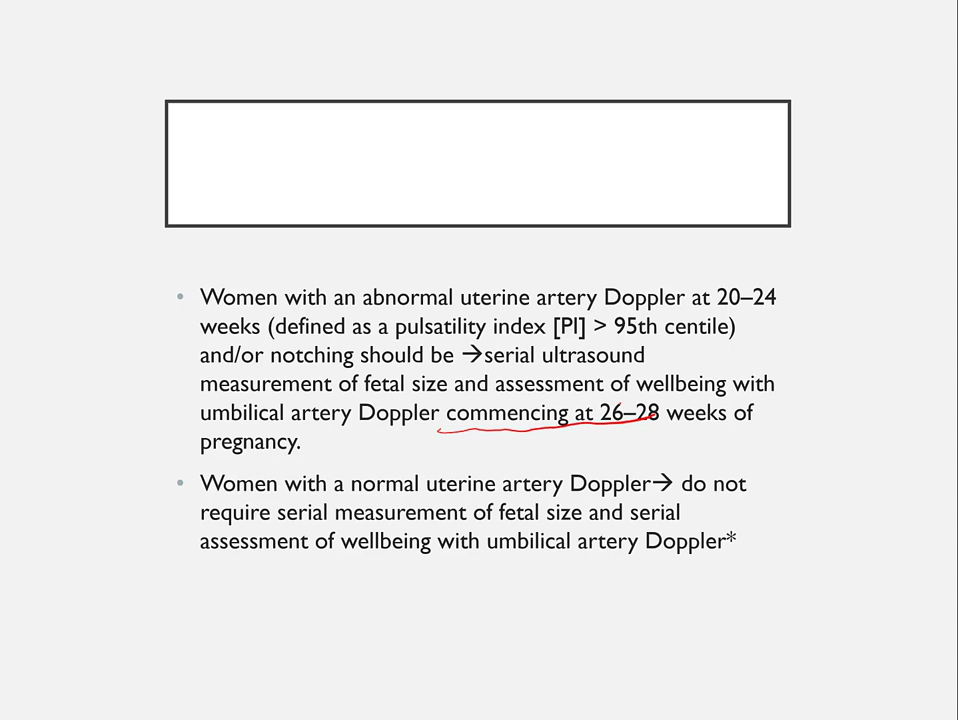 • Women with an abnormal uterine artery Doppler at 20–24
weeks (defined as a pulsatility index [PI] > 95th centile)
and/or notching should be →serial ultrasound
measurement of fetal size and assessment of wellbeing with
umbilical artery Doppler commencing at 26–28 weeks of
pregnancy.
• Women with a normal uterine artery Doppler→ do not
require serial measurement of fetal size and serial
assessment of wellbeing with umbilical artery Doppler*